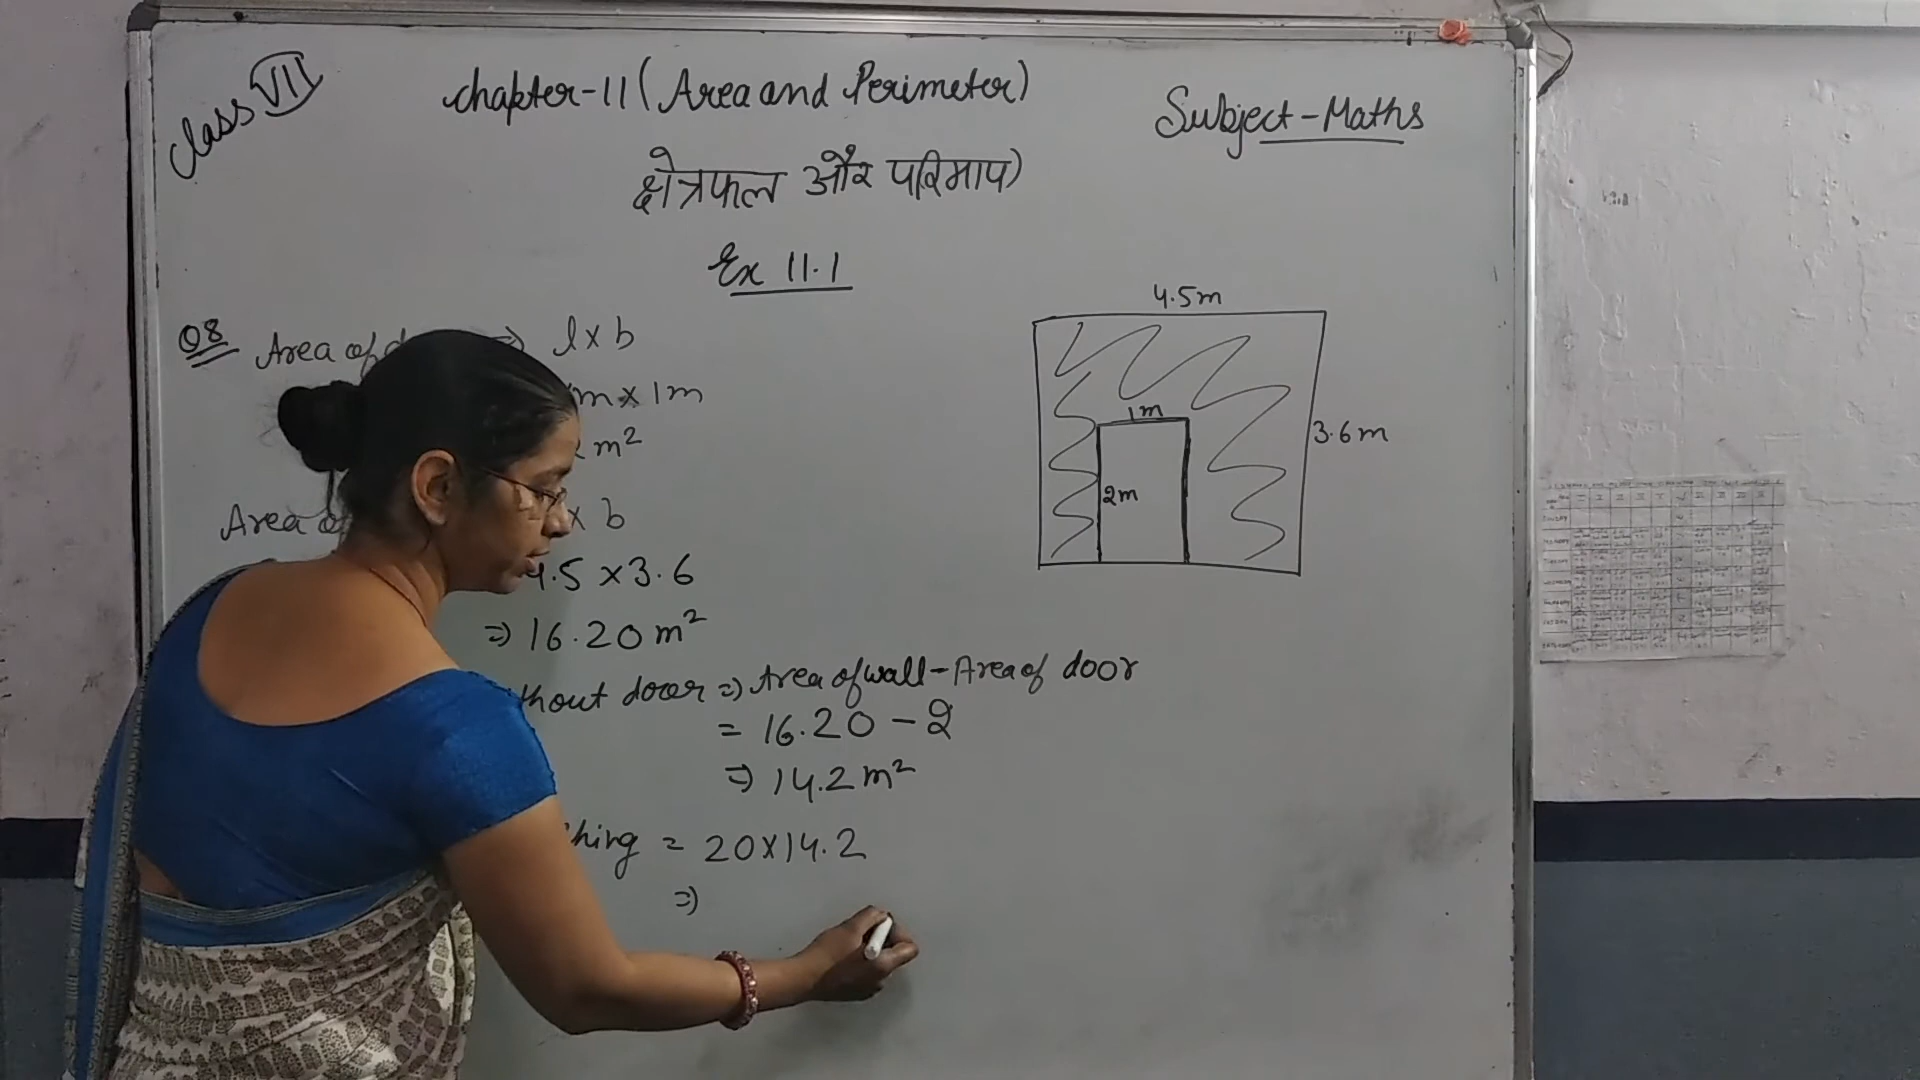 Class VII
Chapter-11 (Area and Perimeter)
Subject-Maths
क्षेत्रफल और परिमाप)
Ex 11.1
Q8 Area of ⇒ l x b
m x 1m
m²
Area x b
4.5 x 3.6
⇒ 16.20 m²
door ⇒ Area of wall - Area of door
= 16.20 - 2
⇒ 14.2 m²
= 20 x 14.2
⇒
4.5m
3.6m
1m
2m